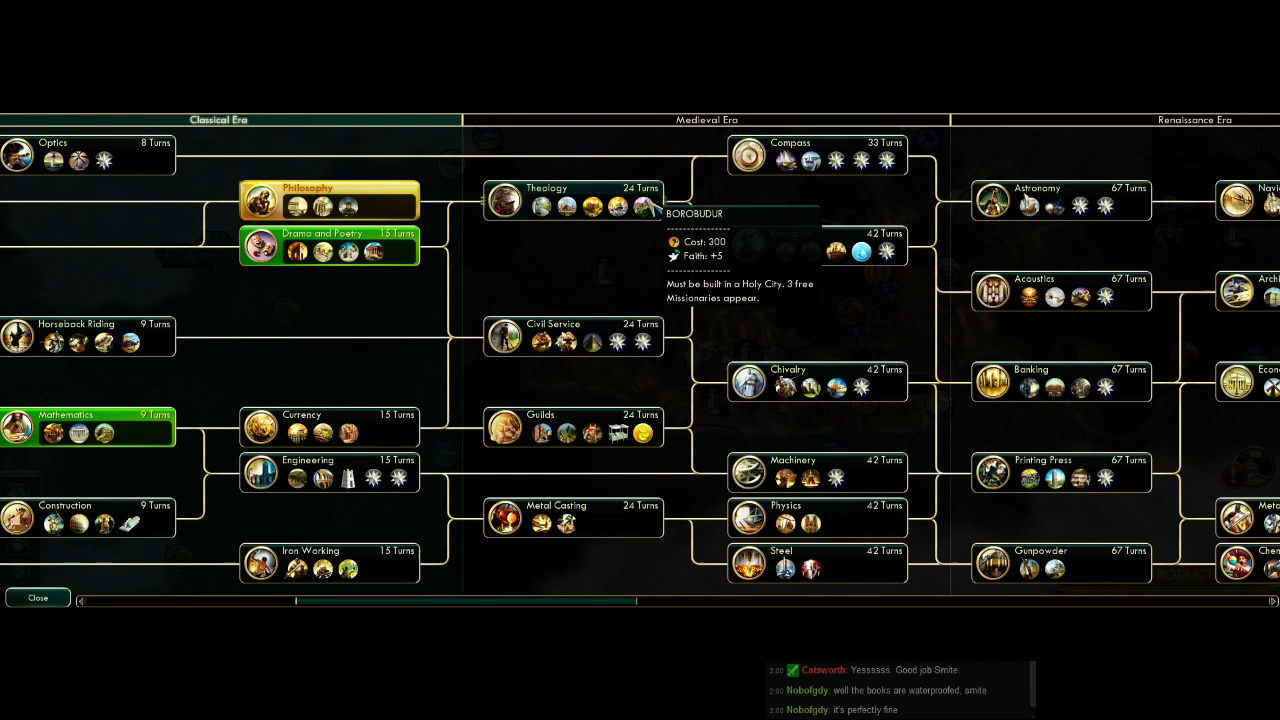 Classical Era
Medieval Era
Renaissance Era
Optics 8 Turns
Compass 33 Turns
Philosophy
Theology 24 Turns
Astronomy 67 Turns
Drama and Poetry 15 Turns
42 Turns
BOROBUDUR
Cost: 300
Faith: +5
Must be built in a Holy City. 3 free
Missionaries appear.
Acoustics 67 Turns
Horseback Riding 9 Turns
Civil Service 24 Turns
Chivalry 42 Turns
Banking 67 Turns
Mathematics 9 Turns
Currency 15 Turns
Guilds 24 Turns
Engineering 15 Turns
Machinery 42 Turns
Printing Press 67 Turns
Construction 9 Turns
Metal Casting 24 Turns
Physics 42 Turns
Iron Working 15 Turns
Steel 42 Turns
Gunpowder 67 Turns
Close
2:00 Catsworth: Yessssss. Good job Smite.
2:00 Nobofgdy: well the books are waterproofed, smite
2:00 Nobofgdy: it's perfectly fine